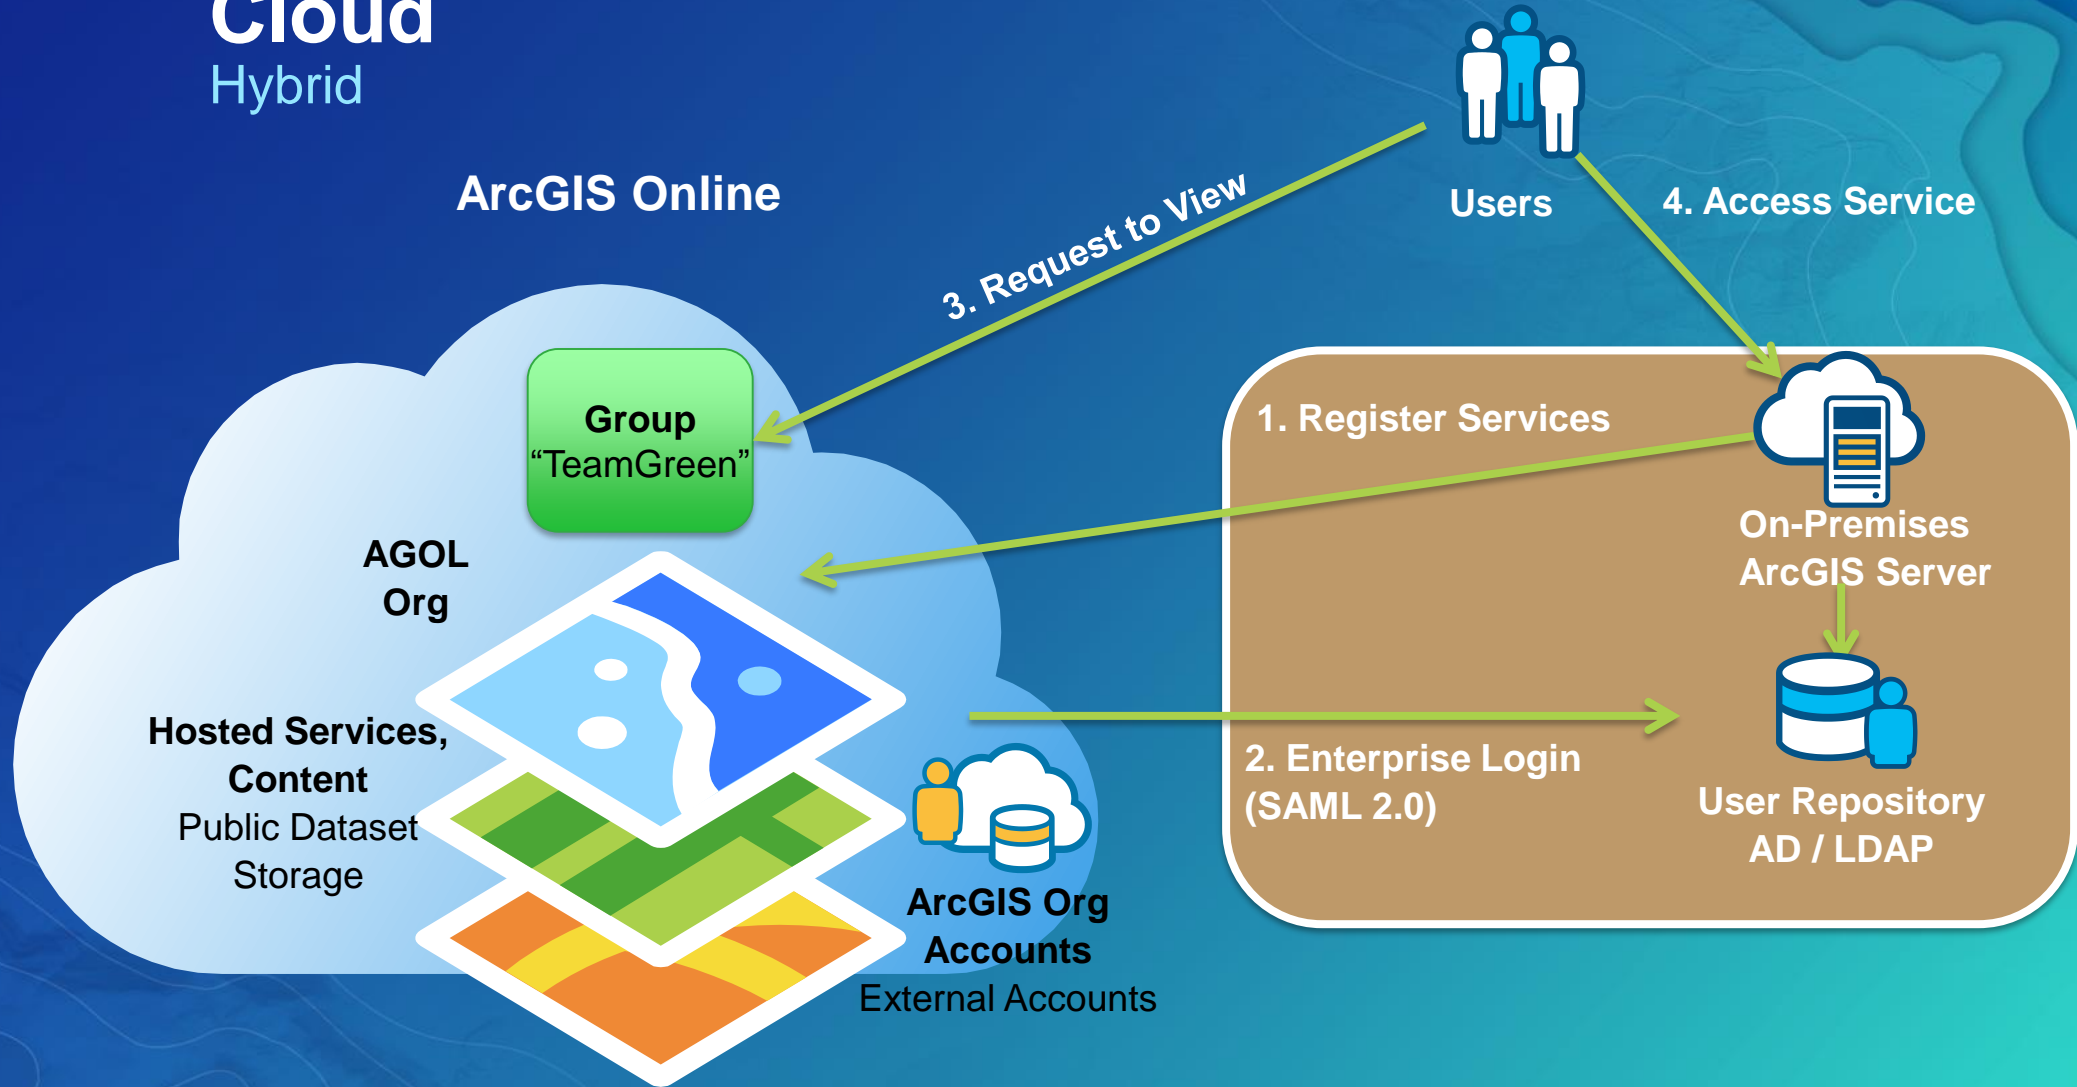 Cloud
Hybrid
ArcGIS Online
Users
4. Access Service
3. Request to View
Group
“TeamGreen”
1. Register Services
On-Premises
ArcGIS Server
AGOL
Org
Hosted Services,
Content
Public Dataset
Storage
2. Enterprise Login
(SAML 2.0)
User Repository
AD / LDAP
ArcGIS Org
Accounts
External Accounts